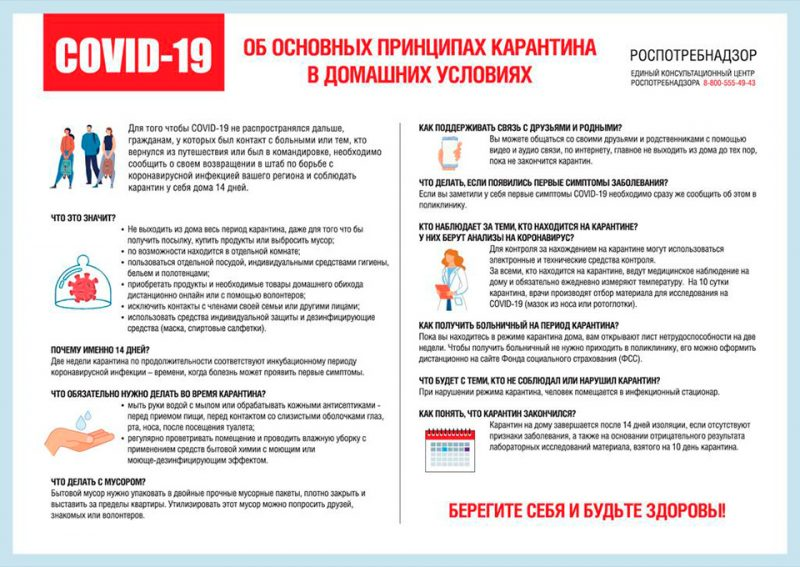 COVID-19
ОБ ОСНОВНЫХ ПРИНЦИПАХ КАРАНТИНА
В ДОМАШНИХ УСЛОВИЯХ
РОСПОТРЕБНАДЗОР
ЕДИНЫЙ КОНСУЛЬТАЦИОННЫЙ ЦЕНТР
РОСПОТРЕБНАДЗОРА 8-800-555-49-43
Для того чтобы COVID-19 не распространялся дальше,
гражданам, у которых был контакт с больными или тем, кто
вернулся из путешествия или был в командировке, необходимо
сообщить о своем возвращении в штаб по борьбе с
коронавирусной инфекцией вашего региона и соблюдать
карантин у себя дома 14 дней.
ЧТО ЭТО ЗНАЧИТ?
• Не выходить из дома весь период карантина, даже для того что бы
получить посылку, купить продукты или выбросить мусор;
• по возможности находится в отдельной комнате;
• пользоваться отдельной посудой, индивидуальными средствами гигиены,
бельем и полотенцами;
• приобретать продукты и необходимые товары домашнего обихода
дистанционно онлайн или с помощью волонтеров;
• исключить контакты с членами своей семьи или другими лицами;
• использовать средства индивидуальной защиты и дезинфицирующие
средства (маска, спиртовые салфетки).
ПОЧЕМУ ИМЕННО 14 ДНЕЙ?
Две недели карантина по продолжительности соответствуют инкубационному периоду
коронавирусной инфекции – времени, когда болезнь может проявить первые симптомы.
ЧТО ОБЯЗАТЕЛЬНО НУЖНО ДЕЛАТЬ ВО ВРЕМЯ КАРАНТИНА?
• мыть руки водой с мылом или обрабатывать кожными антисептиками -
перед приемом пищи, перед контактом со слизистыми оболочками глаз,
рта, носа, после посещения туалета;
• регулярно проветривать помещение и проводить влажную уборку с
применением средств бытовой химии с моющим или
моюще-дезинфицирующим эффектом.
ЧТО ДЕЛАТЬ С МУСОРОМ?
Бытовой мусор нужно упаковать в двойные прочные мусорные пакеты, плотно закрыть и
выставить за пределы квартиры. Утилизировать этот мусор можно попросить друзей,
знакомых или волонтеров.
КАК ПОДДЕРЖИВАТЬ СВЯЗЬ С ДРУЗЬЯМИ И РОДНЫМИ?
Вы можете общаться со своими друзьями и родственниками с помощью
видео и аудио связи, по интернету, главное не выходить из дома до тех пор,
пока не закончится карантин.
ЧТО ДЕЛАТЬ, ЕСЛИ ПОЯВИЛИСЬ ПЕРВЫЕ СИМПТОМЫ ЗАБОЛЕВАНИЯ?
Если вы заметили у себя первые симптомы COVID-19 необходимо сразу же сообщить об этом в
поликлинику.
КТО НАБЛЮДАЕТ ЗА ТЕМИ, КТО НАХОДИТСЯ НА КАРАНТИНЕ?
У НИХ БЕРУТ АНАЛИЗЫ НА КОРОНАВИРУС?
Для контроля за нахождением на карантине могут использоваться
электронные и технические средства контроля.
За всеми, кто находится на карантине, ведут медицинское наблюдение на
дому и обязательно ежедневно измеряют температуру. На 10 сутки
карантина, врачи производят отбор материала для исследования на
COVID-19 (мазок из носа или ротоглотки).
КАК ПОЛУЧИТЬ БОЛЬНИЧНЫЙ НА ПЕРИОД КАРАНТИНА?
Пока вы находитесь в режиме карантина дома, вам открывают лист нетрудоспособности на две
недели. Чтобы получить больничный не нужно приходить в поликлинику, его можно оформить
дистанционно на сайте Фонда социального страхования (ФСС).
ЧТО БУДЕТ С ТЕМИ, КТО НЕ СОБЛЮДАЛ ИЛИ НАРУШИЛ КАРАНТИН?
При нарушении режима карантина, человек помещается в инфекционный стационар.
КАК ПОНЯТЬ, ЧТО КАРАНТИН ЗАКОНЧИЛСЯ?
Карантин на дому завершается после 14 дней изоляции, если отсутствуют
признаки заболевания, а также на основании отрицательного результата
лабораторных исследований материала, взятого на 10 день карантина.
БЕРЕГИТЕ СЕБЯ И БУДЬТЕ ЗДОРОВЫ!